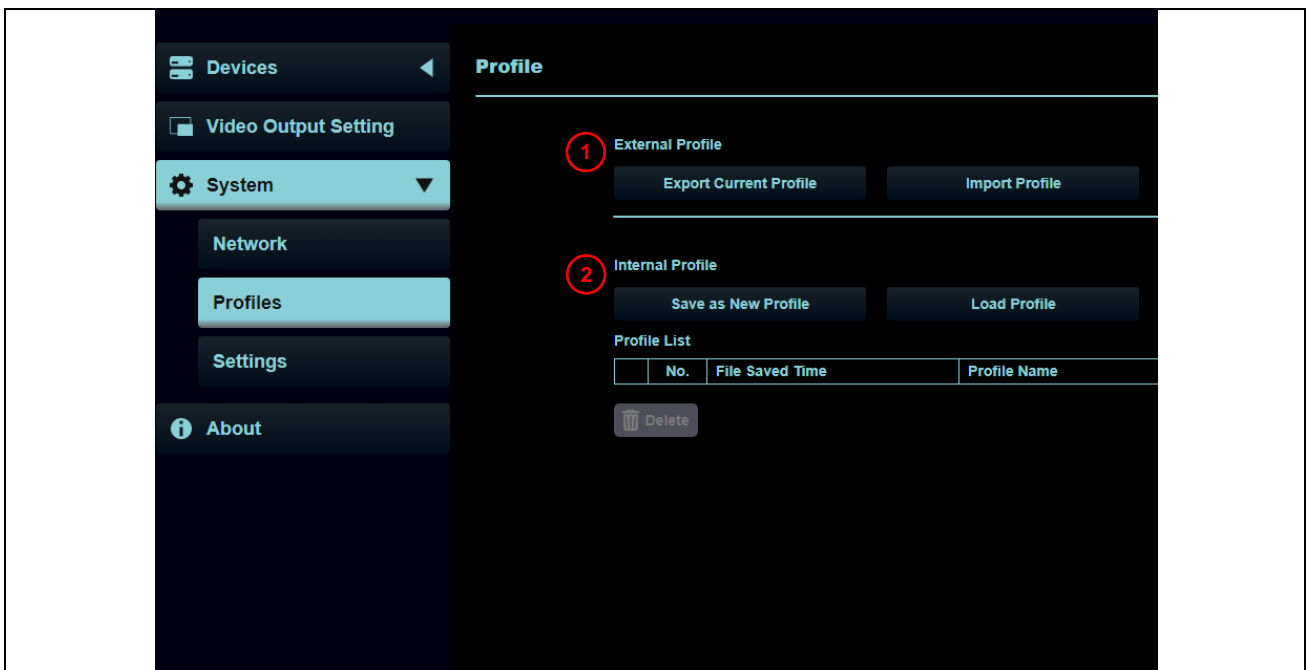 Devices
Video Output Setting
System
Network
Profiles
Settings
About
Profile
1
External Profile
Export Current Profile Import Profile
2
Internal Profile
Save as New Profile Load Profile
Profile List
No. File Saved Time Profile Name
Delete